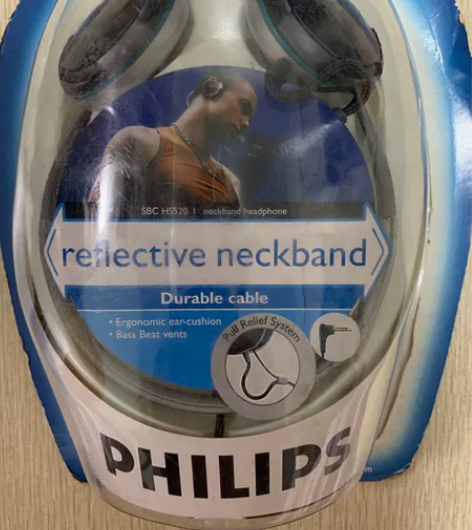 SBC HS520 | neckband headphone
reflective neckband
Durable cable
• Ergonomic ear-cushion
• Bass Beat vents
Pull Relief System
PHILIPS